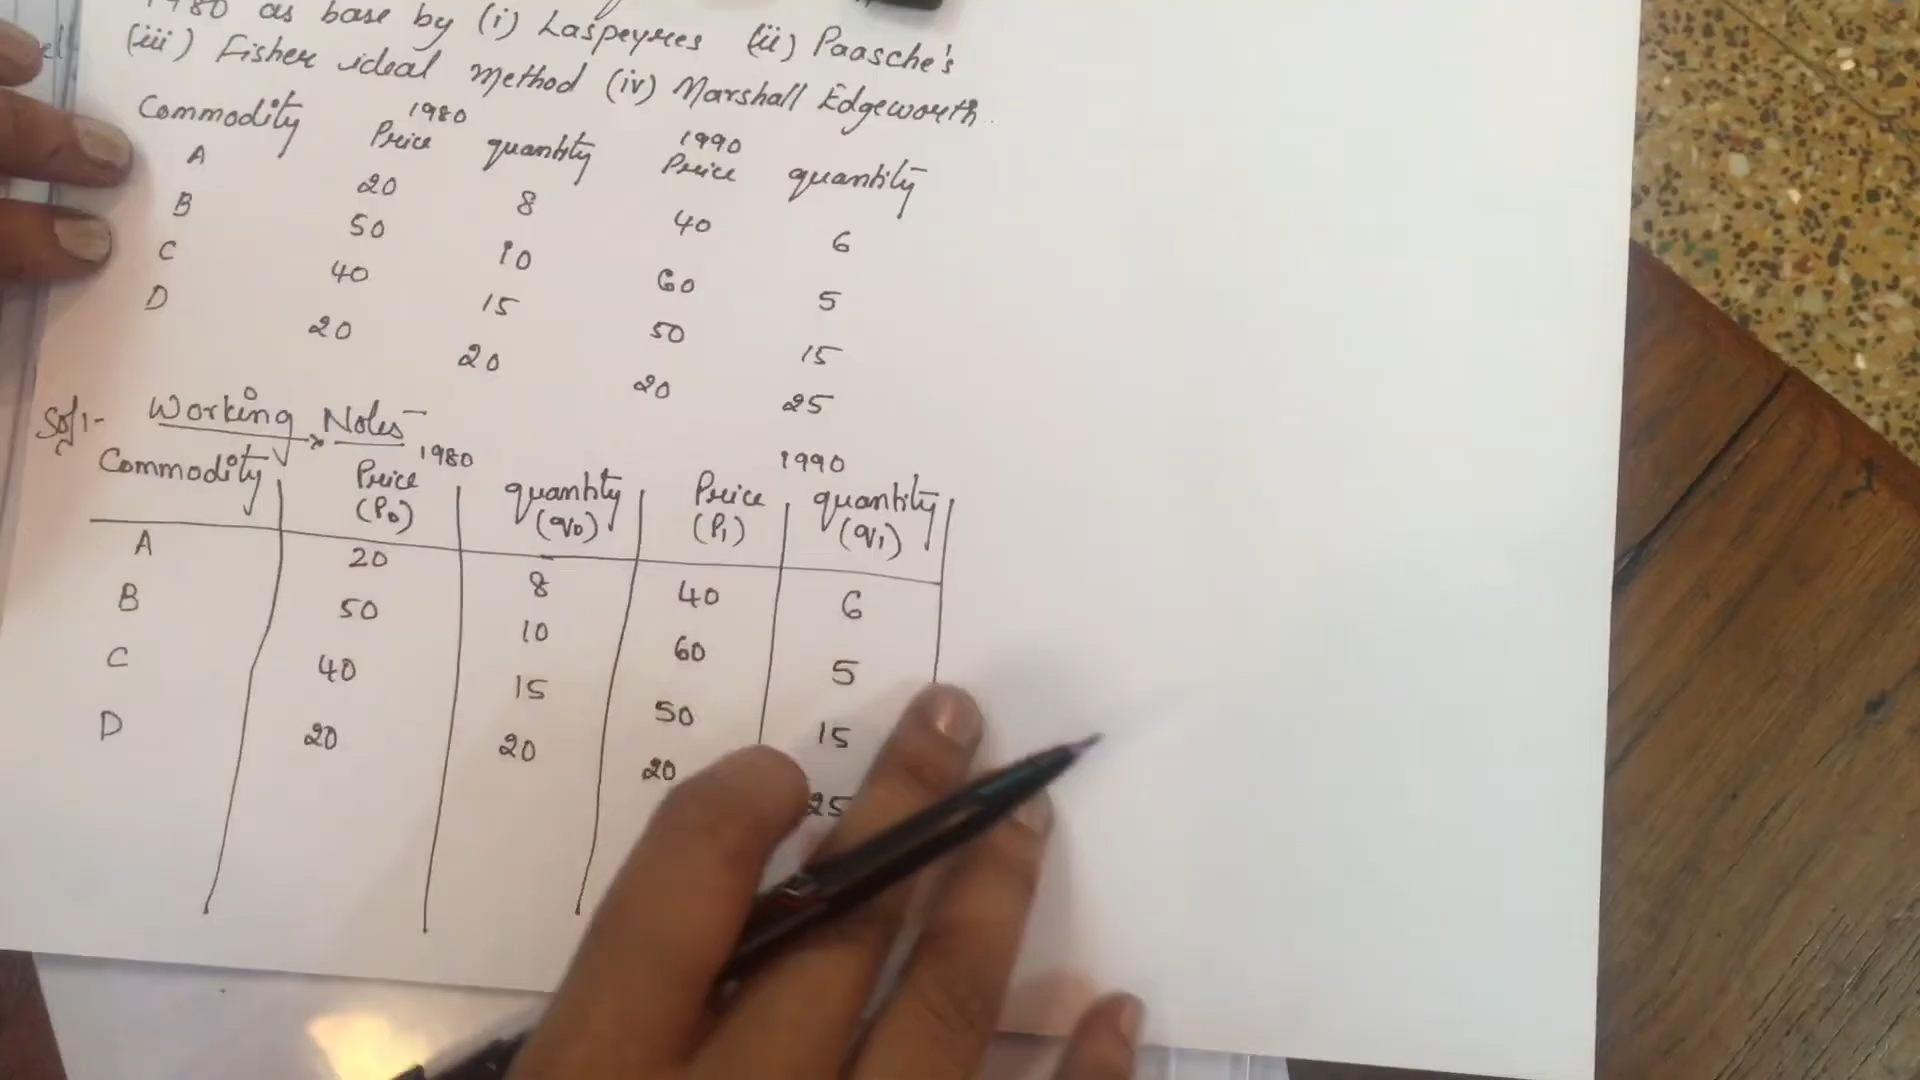 1980 as base by (i) Laspeyres (ii) Paasche's
(iii) Fisher ideal Method (iv) Marshall Edgeworth.
Commodity 1980 1990
Price quantity Price quantity
A 20 8 40 6
B 50 10 60 5
C 40 15 50 15
D 20 20 20 25
Sol:- Working Notes
1980 1990
Commodity Price (P0) quantity (q0) Price (P1) quantity (q1)
A 20 8 40 6
B 50 10 60 5
C 40 15 50 15
D 20 20 20 25